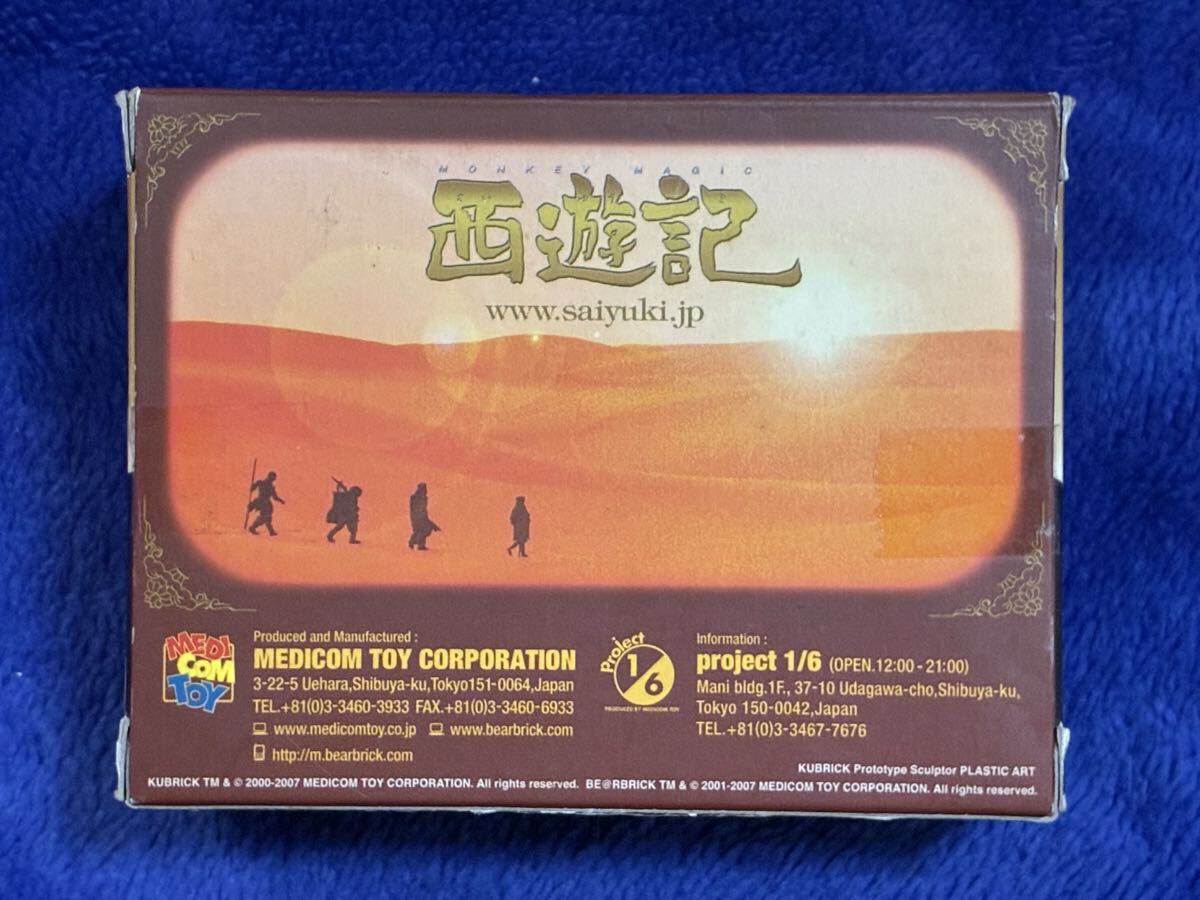 MONKEY MAGIC
西遊記
www.saiyuki.jp
MEDI
COM
TOY
Produced and Manufactured :
MEDICOM TOY CORPORATION
3-22-5 Uehara,Shibuya-ku,Tokyo151-0064,Japan
TEL.+81(0)3-3460-3933 FAX.+81(0)3-3460-6933
www.medicomtoy.co.jp www.bearbrick.com
http://m.bearbrick.com
Project
1/6
PRODUCED BY MEDICOM TOY
Information :
project 1/6 (OPEN.12:00-21:00)
Mani bldg.1F., 37-10 Udagawa-cho,Shibuya-ku,
Tokyo 150-0042,Japan
TEL.+81(0)3-3467-7676
KUBRICK Prototype Sculptor PLASTIC ART
KUBRICK TM & © 2000-2007 MEDICOM TOY CORPORATION. All rights reserved. BE@RBRICK TM & © 2001-2007 MEDICOM TOY CORPORATION. All rights reserved.